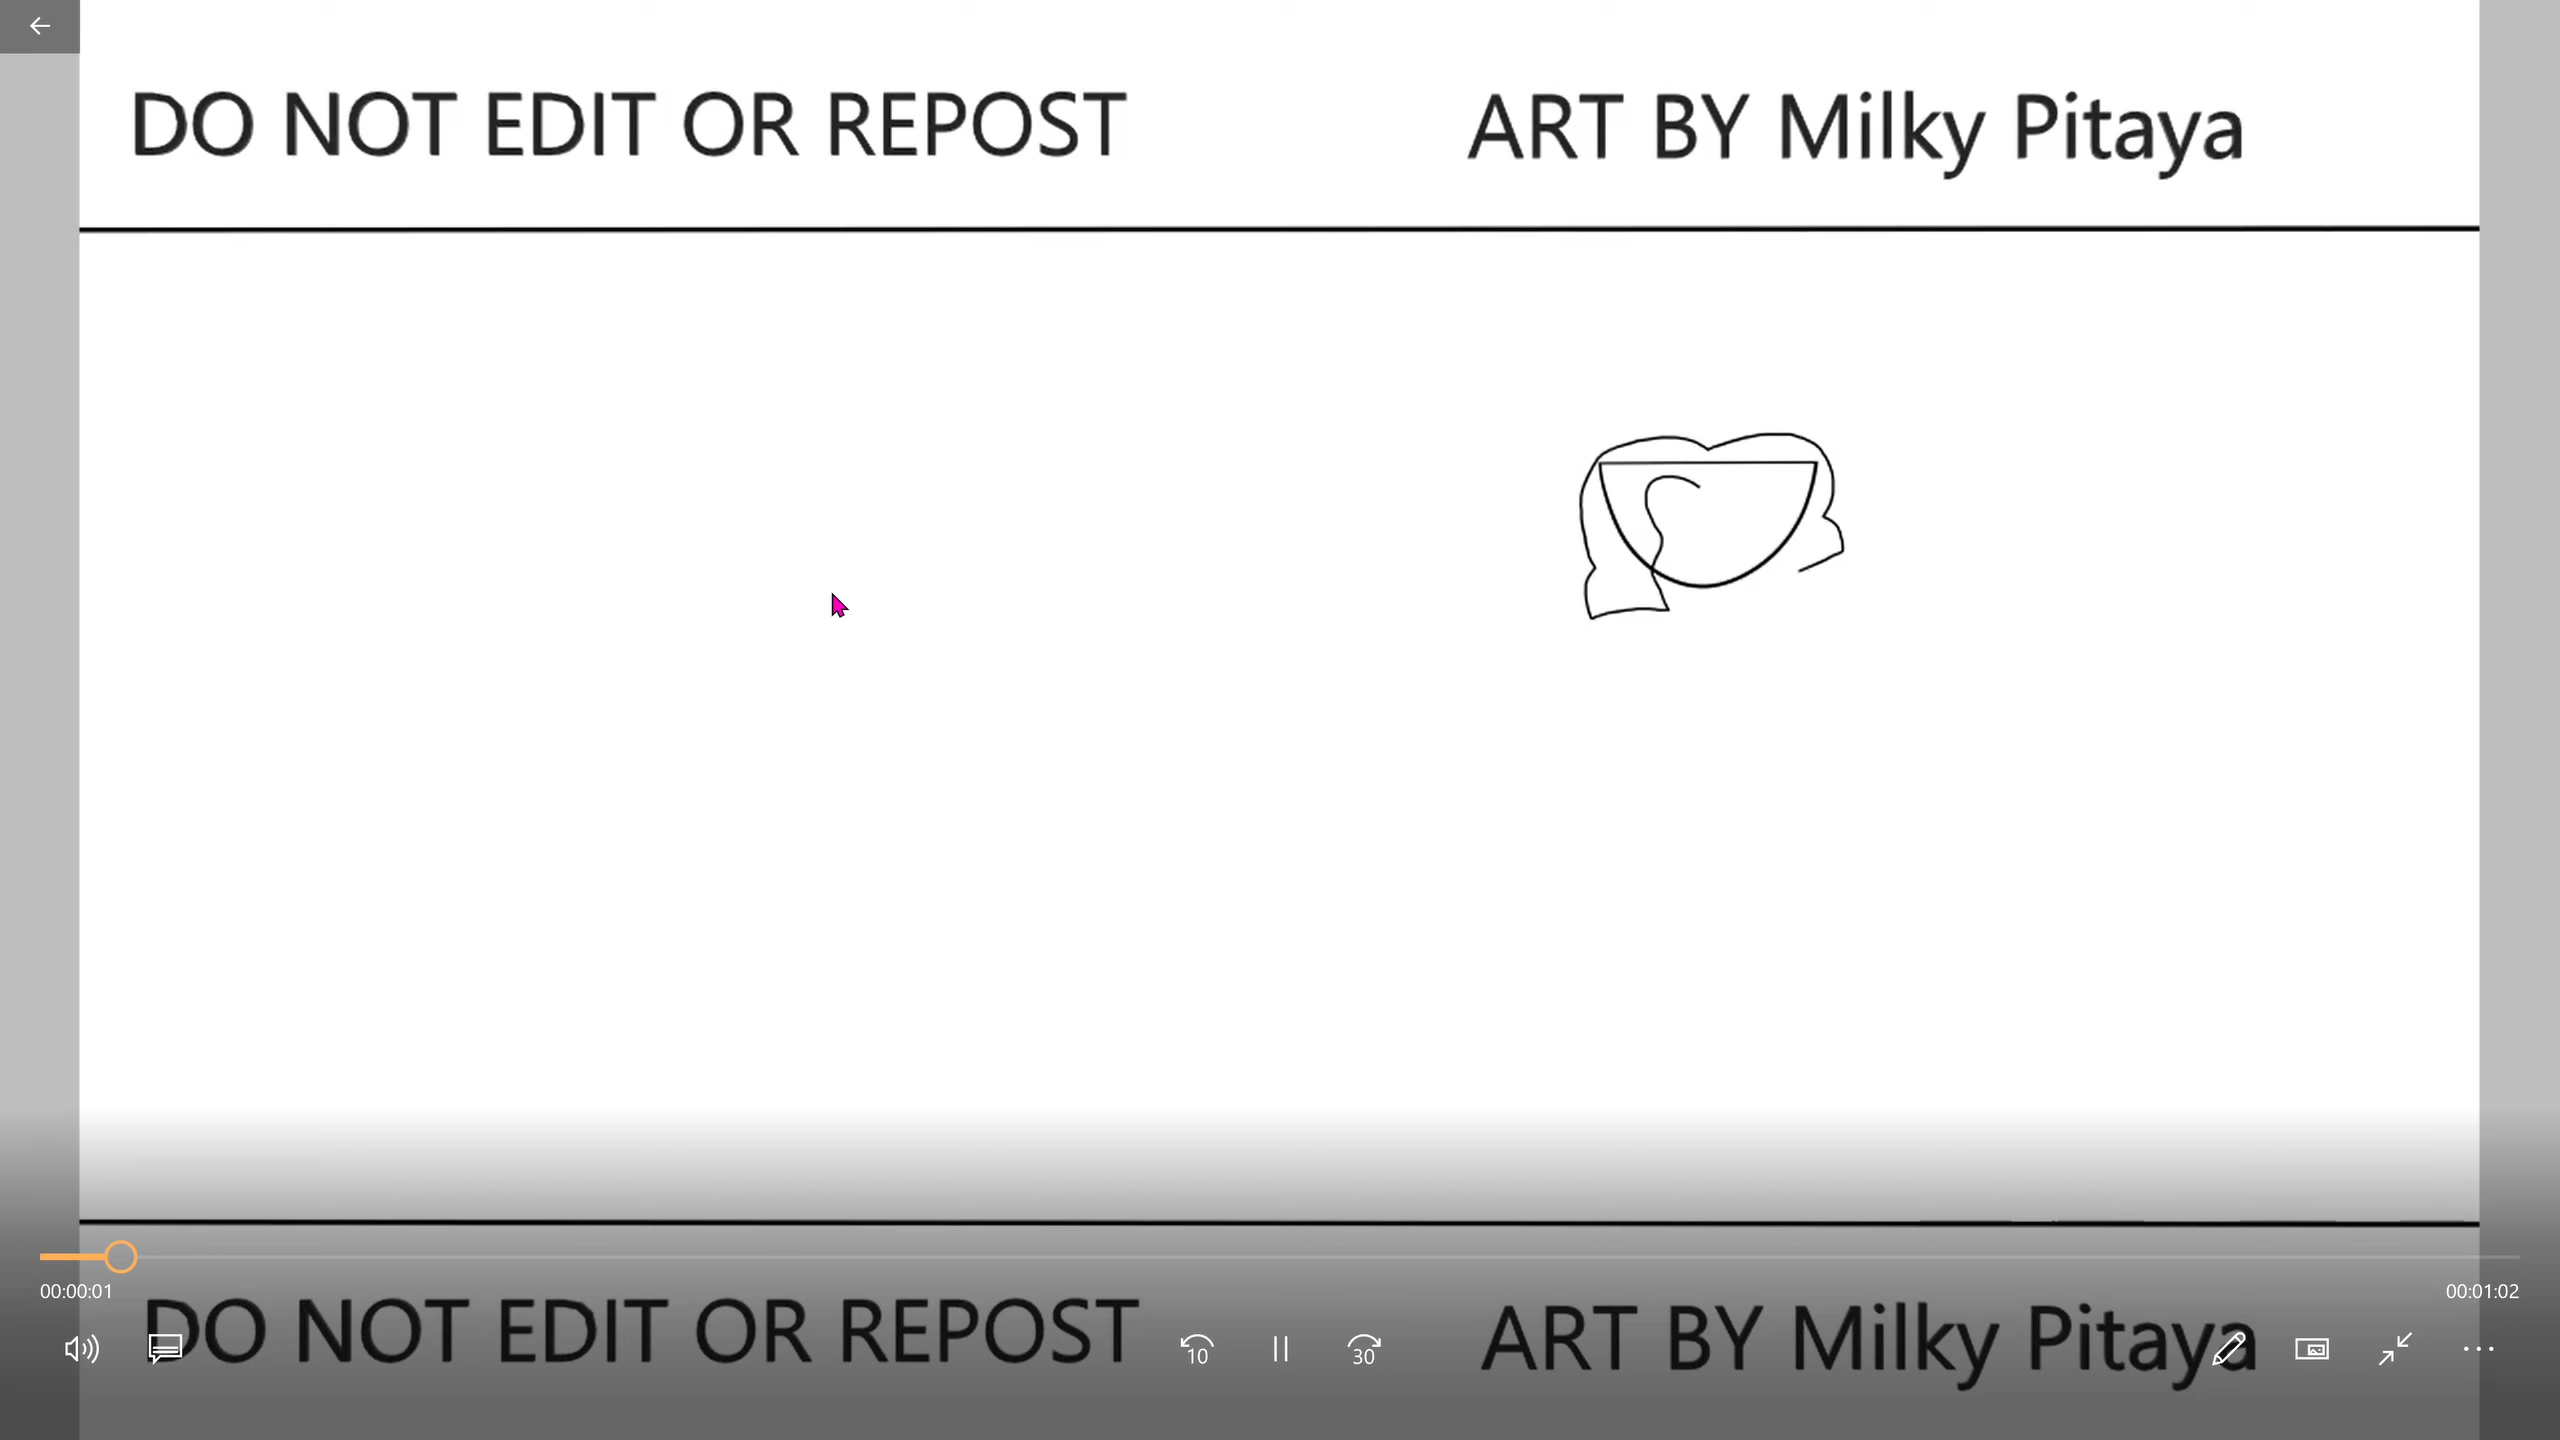 DO NOT EDIT OR REPOST
ART BY Milky Pitaya
00:00:01
00:01:02
DO NOT EDIT OR REPOST
ART BY Milky Pitaya
10
30